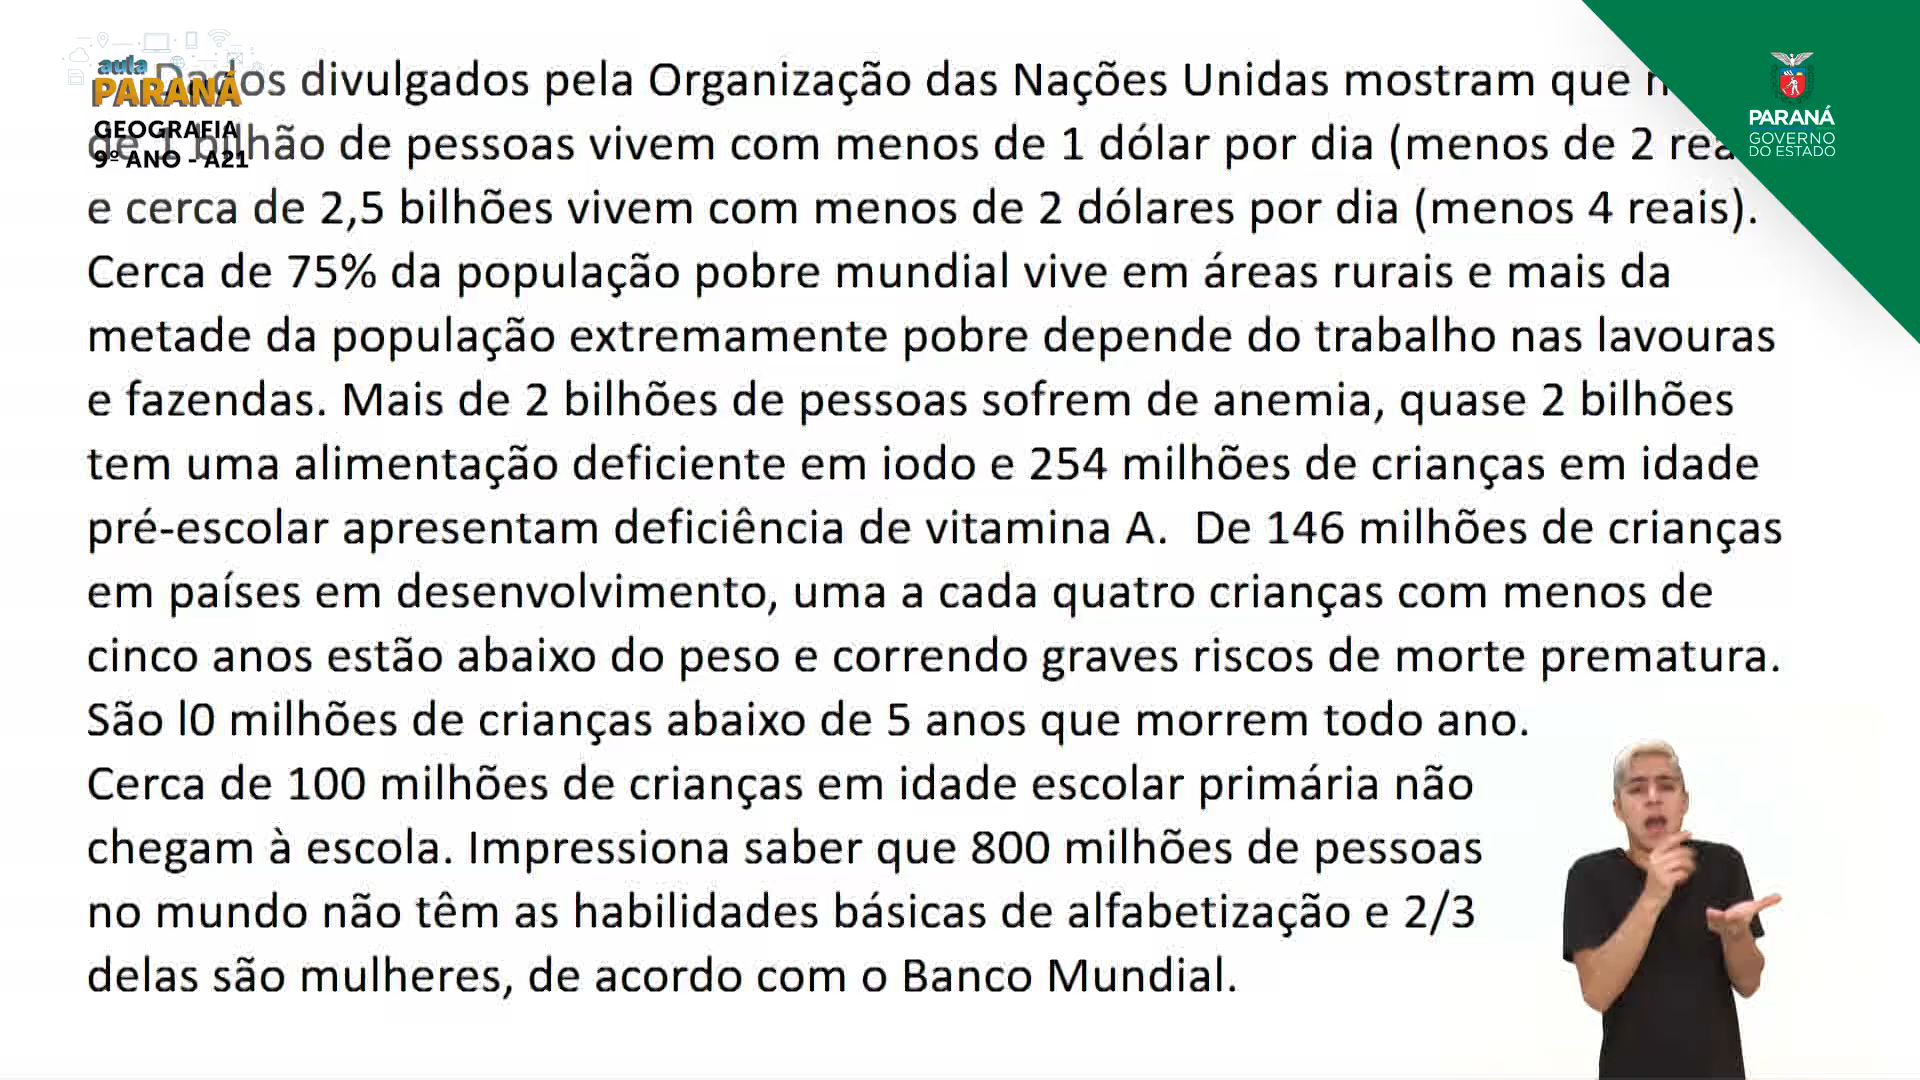 aula
PARANÁ
GEOGRAFIA
9º ANO - A21
PARANÁ
GOVERNO
DO ESTADO
Dados divulgados pela Organização das Nações Unidas mostram que
de 1 bilhão de pessoas vivem com menos de 1 dólar por dia (menos de 2
e cerca de 2,5 bilhões vivem com menos de 2 dólares por dia (menos 4 reais).
Cerca de 75% da população pobre mundial vive em áreas rurais e mais da
metade da população extremamente pobre depende do trabalho nas lavouras
e fazendas. Mais de 2 bilhões de pessoas sofrem de anemia, quase 2 bilhões
tem uma alimentação deficiente em iodo e 254 milhões de crianças em idade
pré-escolar apresentam deficiência de vitamina A. De 146 milhões de crianças
em países em desenvolvimento, uma a cada quatro crianças com menos de
cinco anos estão abaixo do peso e correndo graves riscos de morte prematura.
São l0 milhões de crianças abaixo de 5 anos que morrem todo ano.
Cerca de 100 milhões de crianças em idade escolar primária não
chegam à escola. Impressiona saber que 800 milhões de pessoas
no mundo não têm as habilidades básicas de alfabetização e 2/3
delas são mulheres, de acordo com o Banco Mundial.